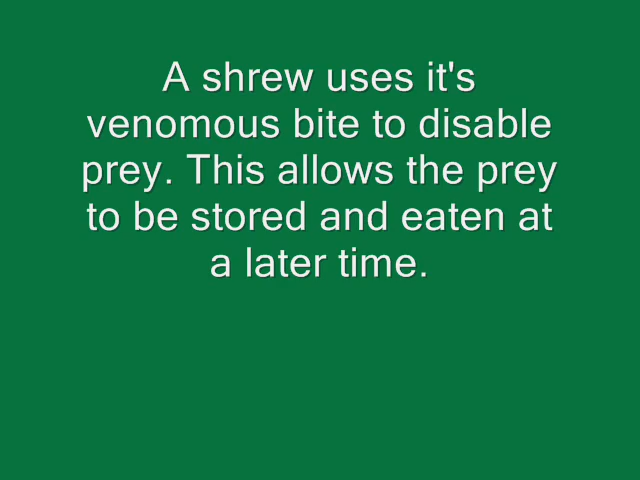 A shrew uses it's
venomous bite to disable
prey. This allows the prey
to be stored and eaten at
a later time.